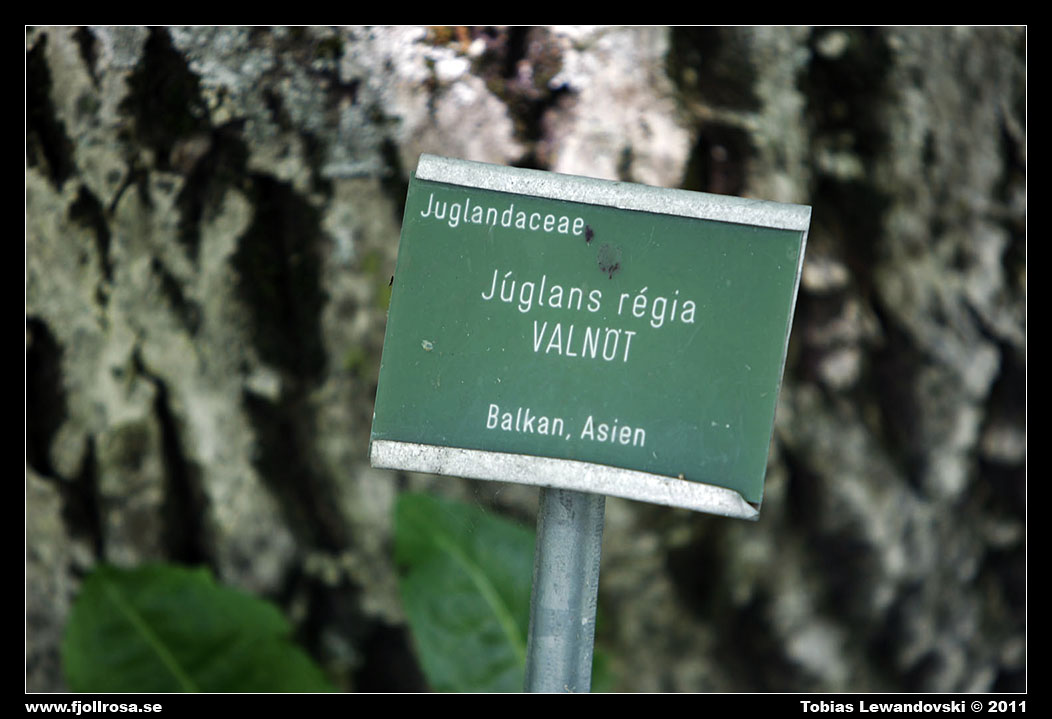 Juglandaceae
Júglans régia
VALNÖT
Balkan, Asien
www.fjollrosa.se
Tobias Lewandovski © 2011